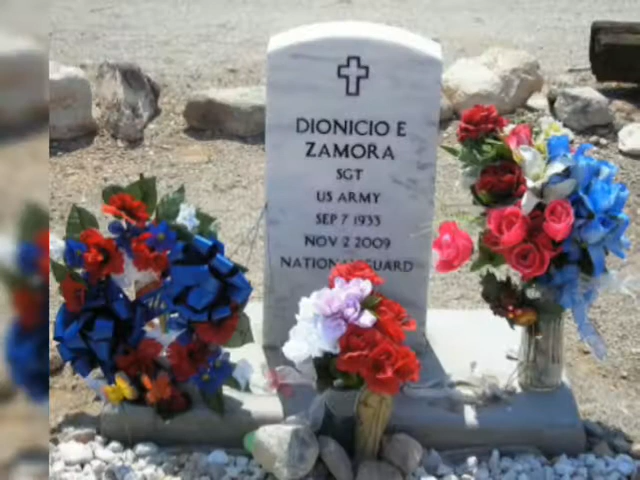 DIONICIO E
ZAMORA
SGT
US ARMY
SEP 7 1933
NOV 2 2009
NATIONAL GUARD